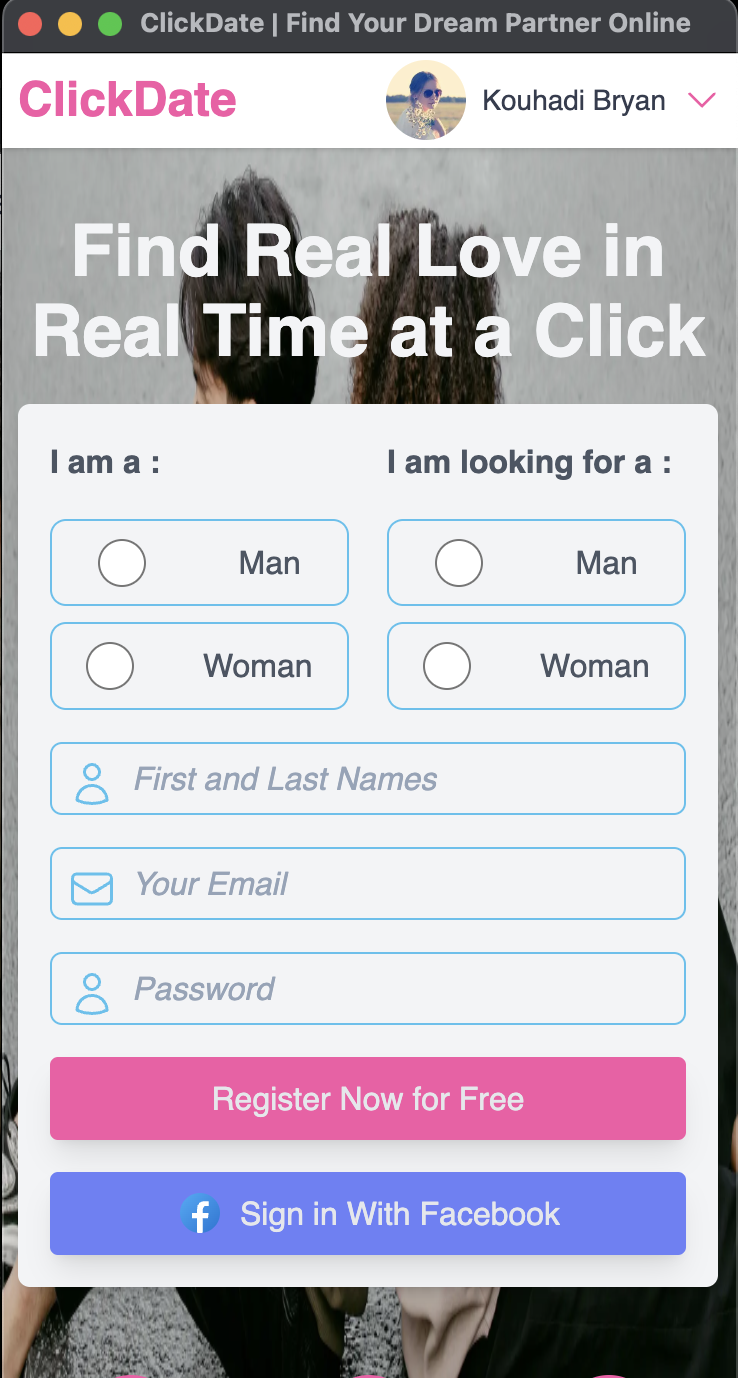 ClickDate | Find Your Dream Partner Online
ClickDate
Kouhadi Bryan
Find Real Love in
Real Time at a Click
I am a :
I am looking for a :
Man
Man
Woman
Woman
First and Last Names
Your Email
Password
Register Now for Free
Sign in With Facebook